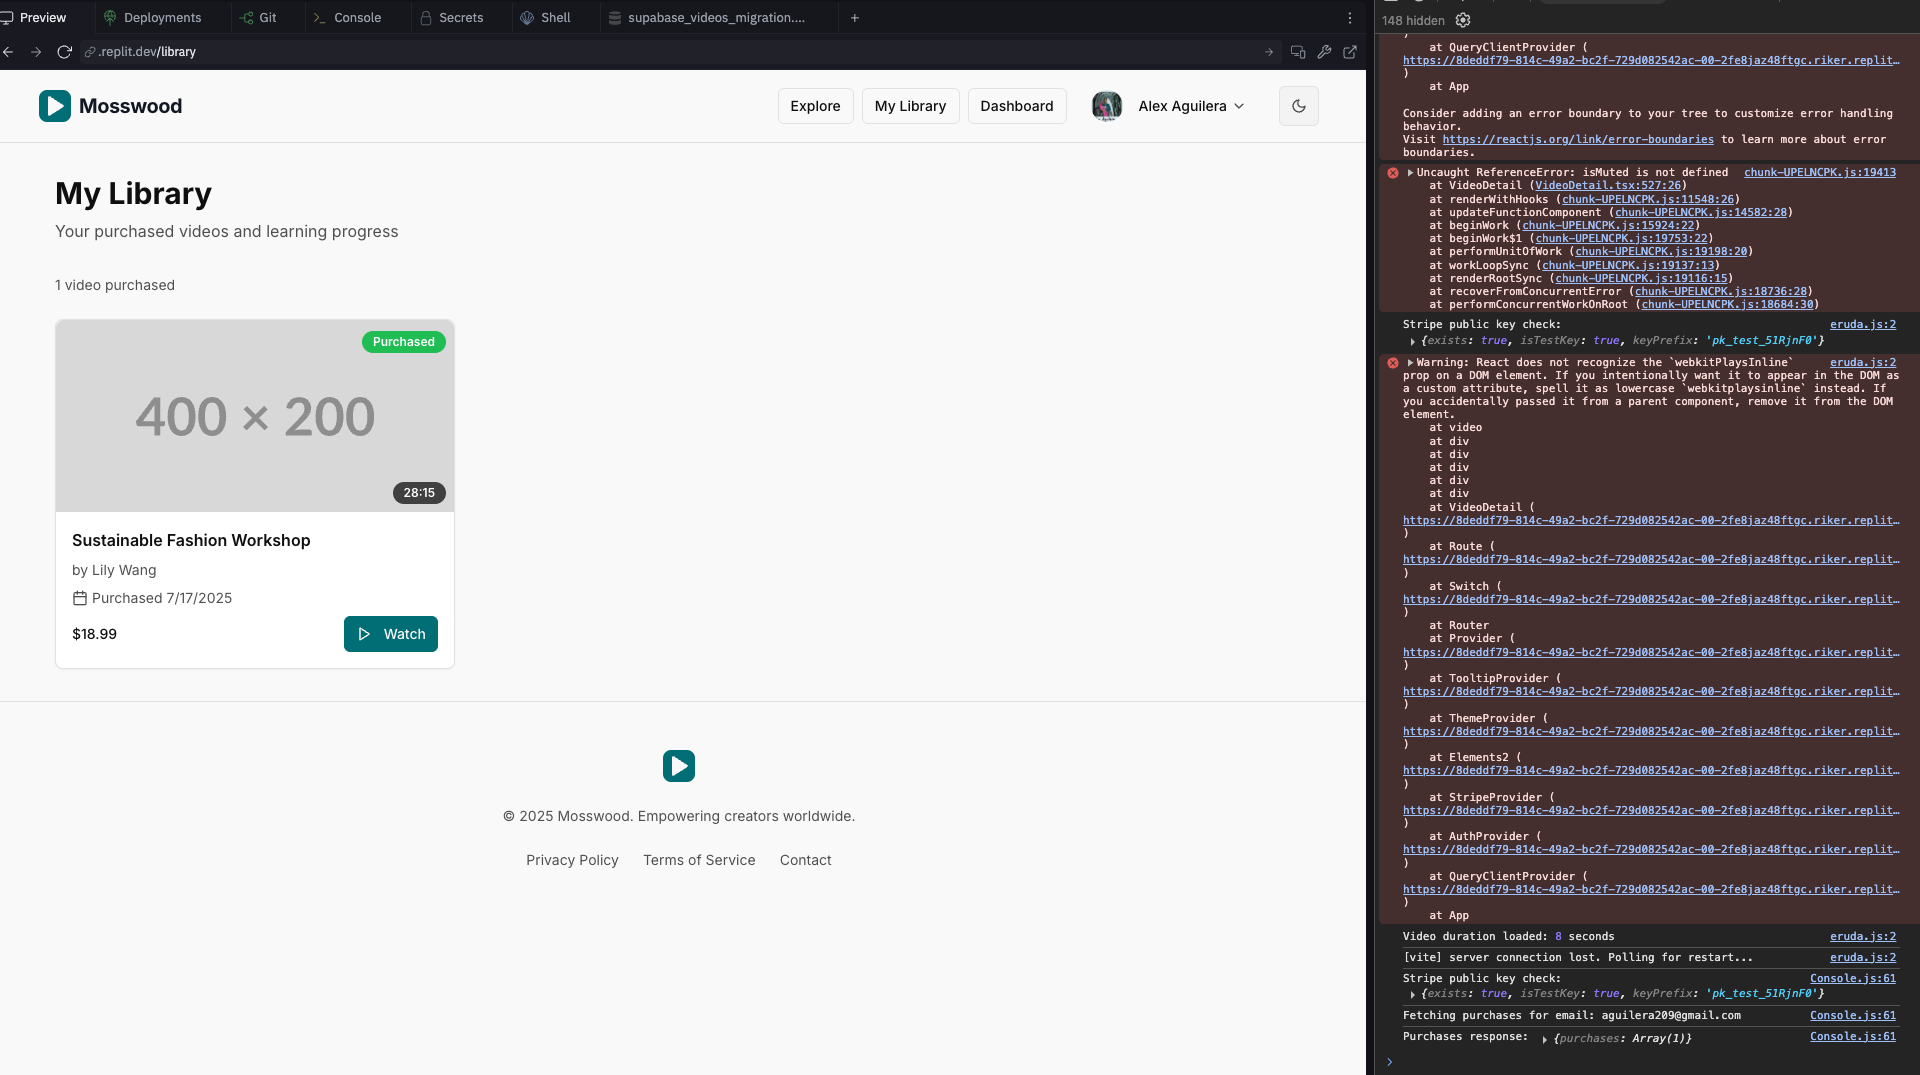 Preview
Deployments
Git
Console
Secrets
Shell
supabase_videos_migration....
.replit.dev/library
Mosswood
Explore
My Library
Dashboard
Alex Aguilera
My Library
Your purchased videos and learning progress
1 video purchased
Purchased
400 × 200
28:15
Sustainable Fashion Workshop
by Lily Wang
Purchased 7/17/2025
$18.99
Watch
© 2025 Mosswood. Empowering creators worldwide.
Privacy Policy
Terms of Service
Contact
148 hidden
)
at QueryClientProvider (
https://8deddf79-814c-49a2-bc2f-729d082542ac-00-2fe8jaz48ftgc.riker.replit…
)
at App
Consider adding an error boundary to your tree to customize error handling
behavior.
Visit https://reactjs.org/link/error-boundaries to learn more about error
boundaries.
Uncaught ReferenceError: isMuted is not defined chunk-UPELNCPK.js:19413
at VideoDetail (VideoDetail.tsx:527:26)
at renderWithHooks (chunk-UPELNCPK.js:11548:26)
at updateFunctionComponent (chunk-UPELNCPK.js:14582:28)
at beginWork (chunk-UPELNCPK.js:15924:22)
at beginWork$1 (chunk-UPELNCPK.js:19753:22)
at performUnitOfWork (chunk-UPELNCPK.js:19198:20)
at workLoopSync (chunk-UPELNCPK.js:19137:13)
at renderRootSync (chunk-UPELNCPK.js:19116:15)
at recoverFromConcurrentError (chunk-UPELNCPK.js:18736:28)
at performConcurrentWorkOnRoot (chunk-UPELNCPK.js:18684:30)
Stripe public key check: eruda.js:2
{exists: true, isTestKey: true, keyPrefix: 'pk_test_51RjnF0'}
Warning: React does not recognize the `webkitPlaysInline` eruda.js:2
prop on a DOM element. If you intentionally want it to appear in the DOM as
a custom attribute, spell it as lowercase `webkitplaysinline` instead. If
you accidentally passed it from a parent component, remove it from the DOM
element.
at video
at div
at div
at div
at div
at div
at VideoDetail (
https://8deddf79-814c-49a2-bc2f-729d082542ac-00-2fe8jaz48ftgc.riker.replit…
)
at Route (
https://8deddf79-814c-49a2-bc2f-729d082542ac-00-2fe8jaz48ftgc.riker.replit…
)
at Switch (
https://8deddf79-814c-49a2-bc2f-729d082542ac-00-2fe8jaz48ftgc.riker.replit…
)
at Router
at Provider (
https://8deddf79-814c-49a2-bc2f-729d082542ac-00-2fe8jaz48ftgc.riker.replit…
)
at TooltipProvider (
https://8deddf79-814c-49a2-bc2f-729d082542ac-00-2fe8jaz48ftgc.riker.replit…
)
at ThemeProvider (
https://8deddf79-814c-49a2-bc2f-729d082542ac-00-2fe8jaz48ftgc.riker.replit…
)
at Elements2 (
https://8deddf79-814c-49a2-bc2f-729d082542ac-00-2fe8jaz48ftgc.riker.replit…
)
at StripeProvider (
https://8deddf79-814c-49a2-bc2f-729d082542ac-00-2fe8jaz48ftgc.riker.replit…
)
at AuthProvider (
https://8deddf79-814c-49a2-bc2f-729d082542ac-00-2fe8jaz48ftgc.riker.replit…
)
at QueryClientProvider (
https://8deddf79-814c-49a2-bc2f-729d082542ac-00-2fe8jaz48ftgc.riker.replit…
)
at App
Video duration loaded: 8 seconds eruda.js:2
[vite] server connection lost. Polling for restart... eruda.js:2
Stripe public key check: Console.js:61
{exists: true, isTestKey: true, keyPrefix: 'pk_test_51RjnF0'}
Fetching purchases for email: aguilera209@gmail.com Console.js:61
Purchases response: {purchases: Array(1)} Console.js:61